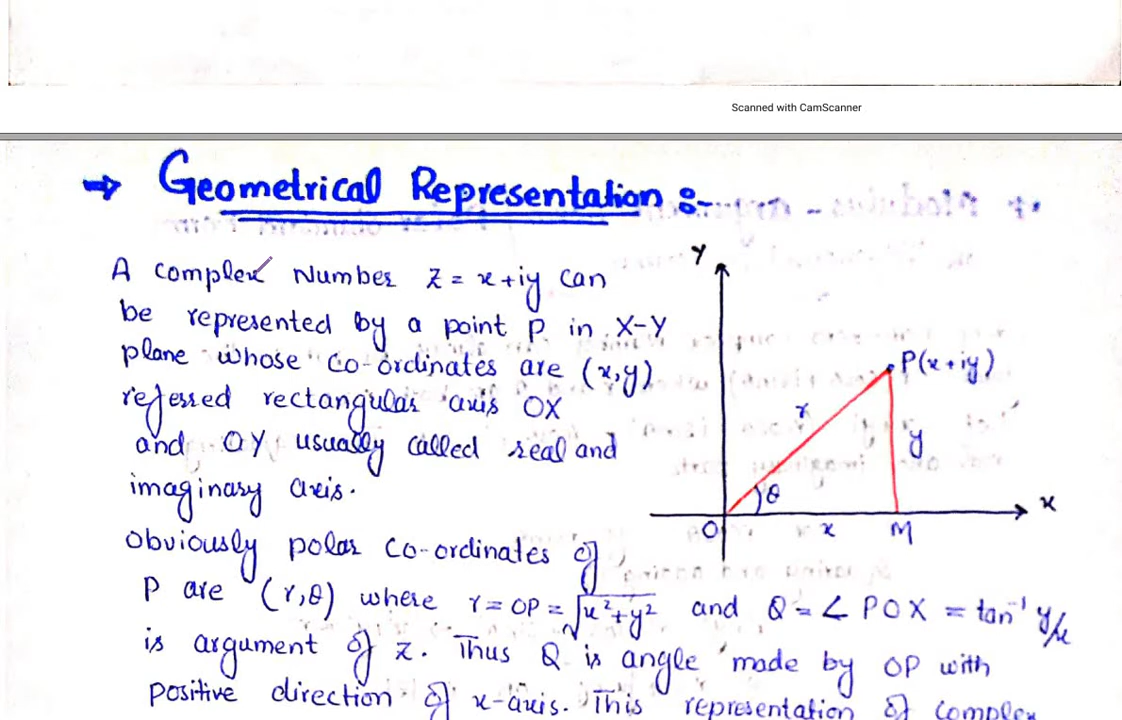 Scanned with CamScanner
⇒ Geometrical Representation :-
A complex Number z = x+iy can
be represented by a point P in X-Y
plane whose co-ordinates are (x,y)
referred rectangular axis OX
and OY usually called real and
imaginary axis.
Y
P(x+iy)
r
y
θ
O
x
M
x
obviously polar co-ordinates of
P are (r,θ) where r = OP = √x²+y² and Q = ∠ POX = tan⁻¹ y/x
is argument of z. Thus Q is angle made by OP with
positive direction of x-axis. This representation of complex